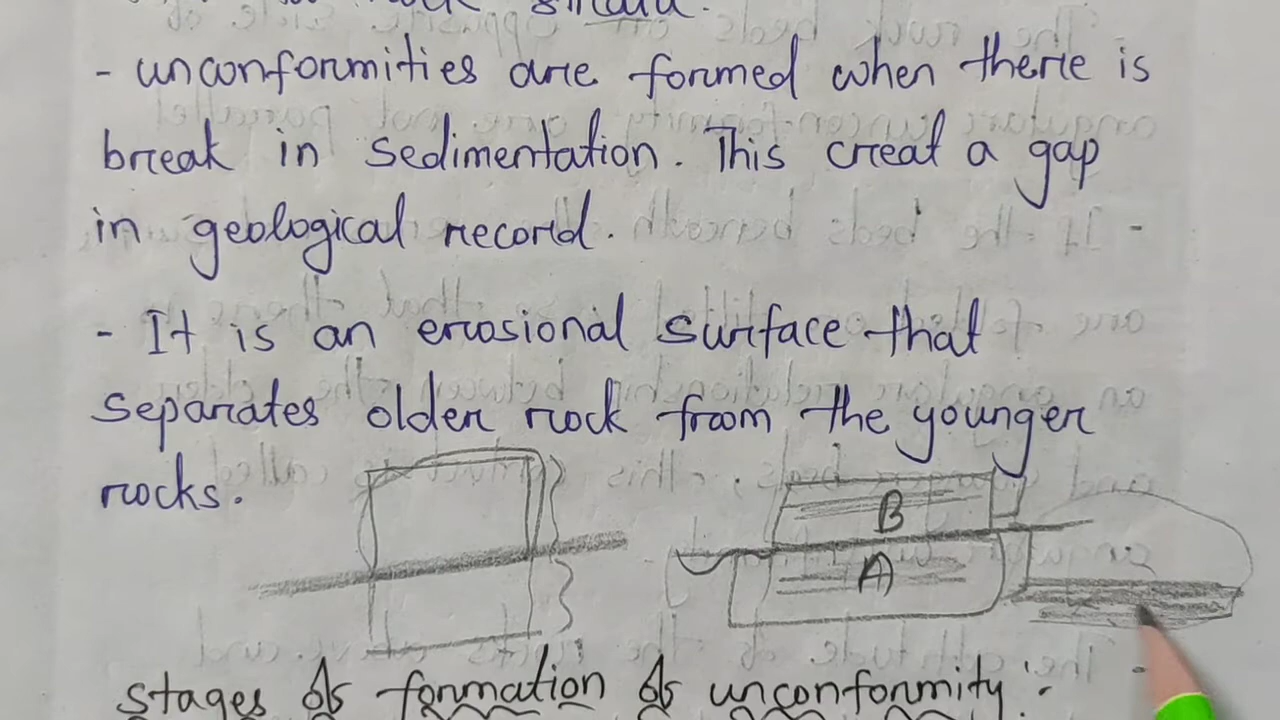 - unconformities are formed when there is
break in sedimentation. This creat a gap
in geological record.
- It is an erosional surface that
separates older rock from the younger
rocks.
B
A
stages of formation of unconformity :